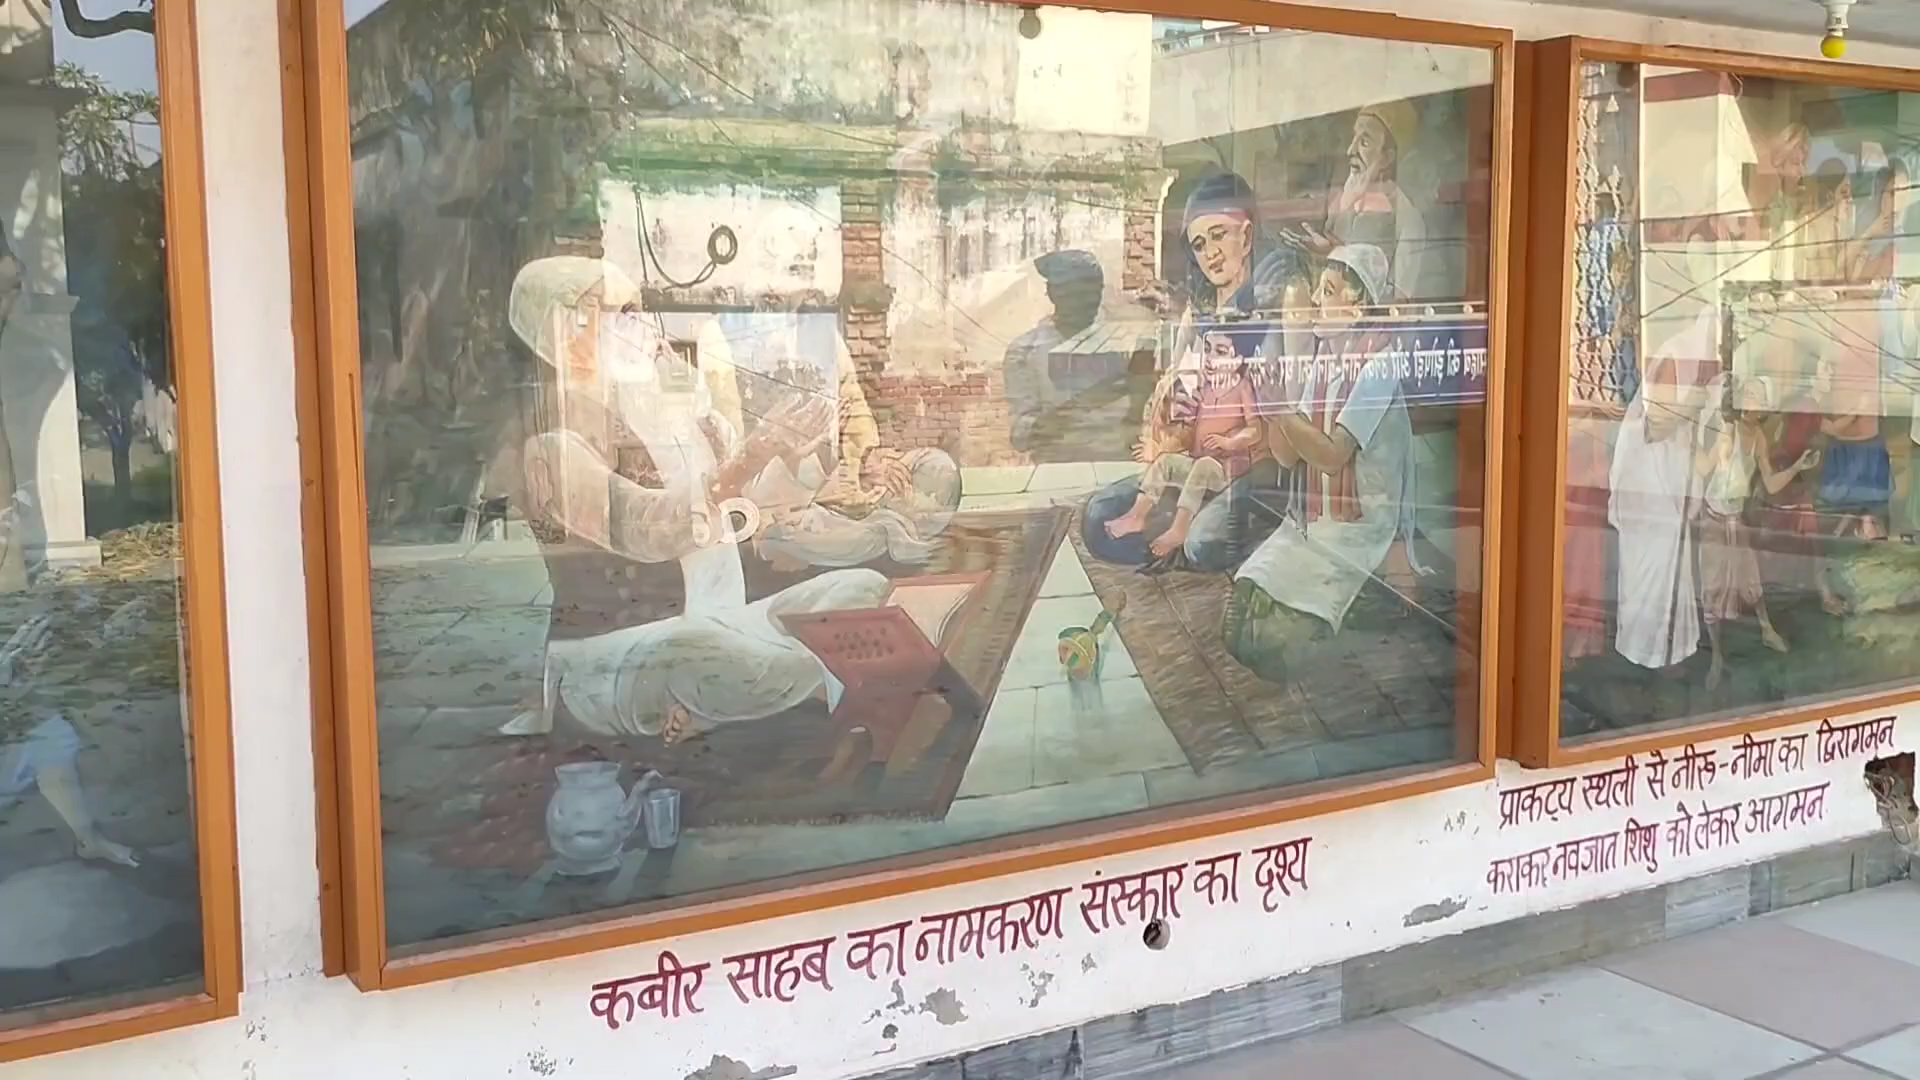 कबीर साहब का नामकरण संस्कार का दृश्य
प्राकट्य स्थली से नीरू-नीमा का द्विरागमन
कराकर नवजात शिशु को लेकर आगमन